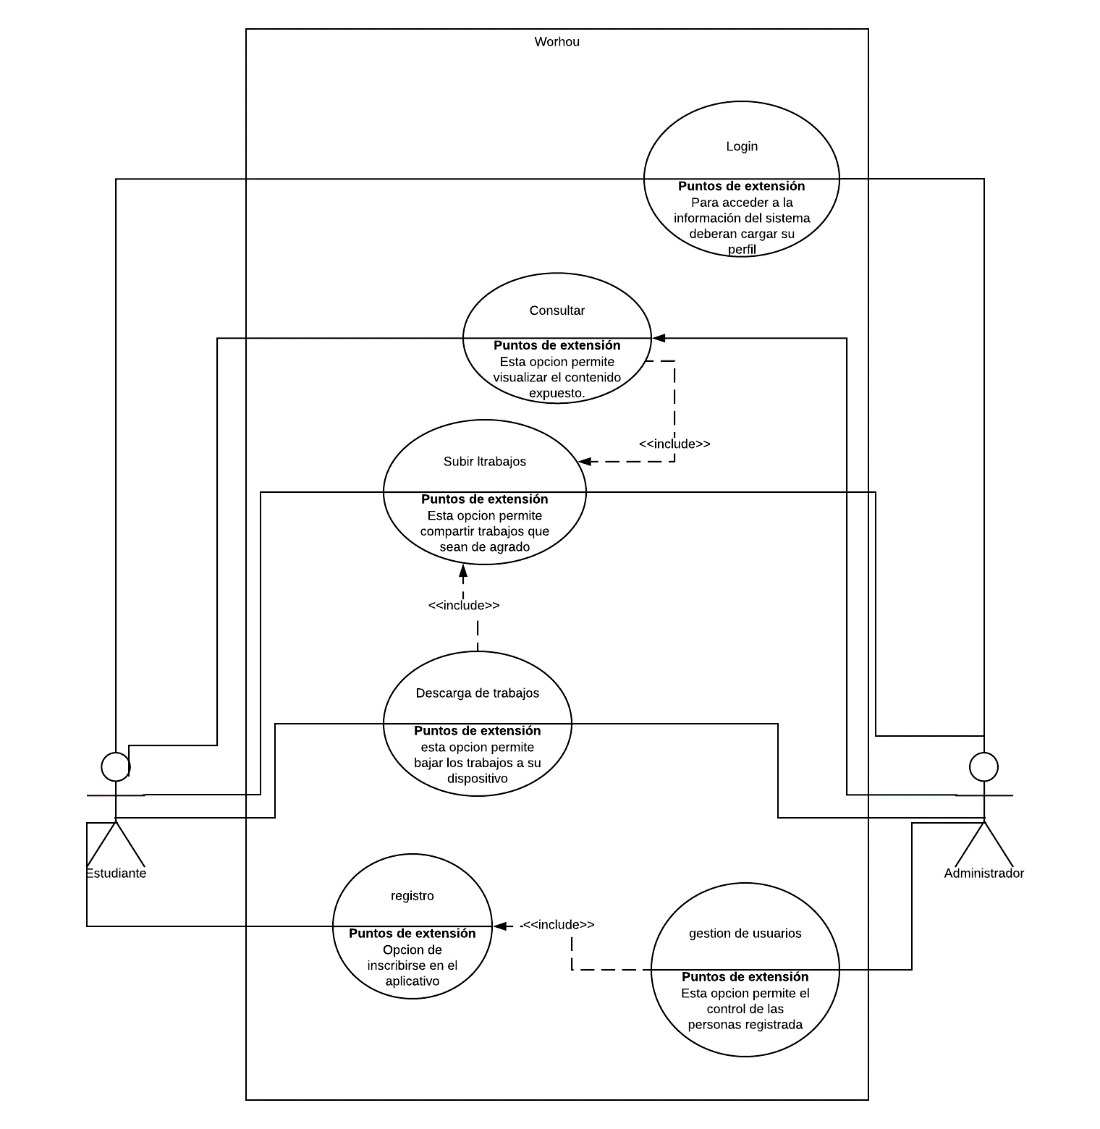 Worhou
Login
Puntos de extensión
Para acceder a la
información del sistema
deberan cargar su
perfil
Consultar
Puntos de extensión
Esta opcion permite
visualizar el contenido
expuesto.
<<include>>
Subir ltrabajos
Puntos de extensión
Esta opcion permite
compartir trabajos que
sean de agrado
<<include>>
Descarga de trabajos
Puntos de extensión
esta opcion permite
bajar los trabajos a su
dispositivo
Estudiante
Administrador
registro
Puntos de extensión
Opcion de
inscribirse en el
aplicativo
<<include>>
gestion de usuarios
Puntos de extensión
Esta opcion permite el
control de las
personas registrada